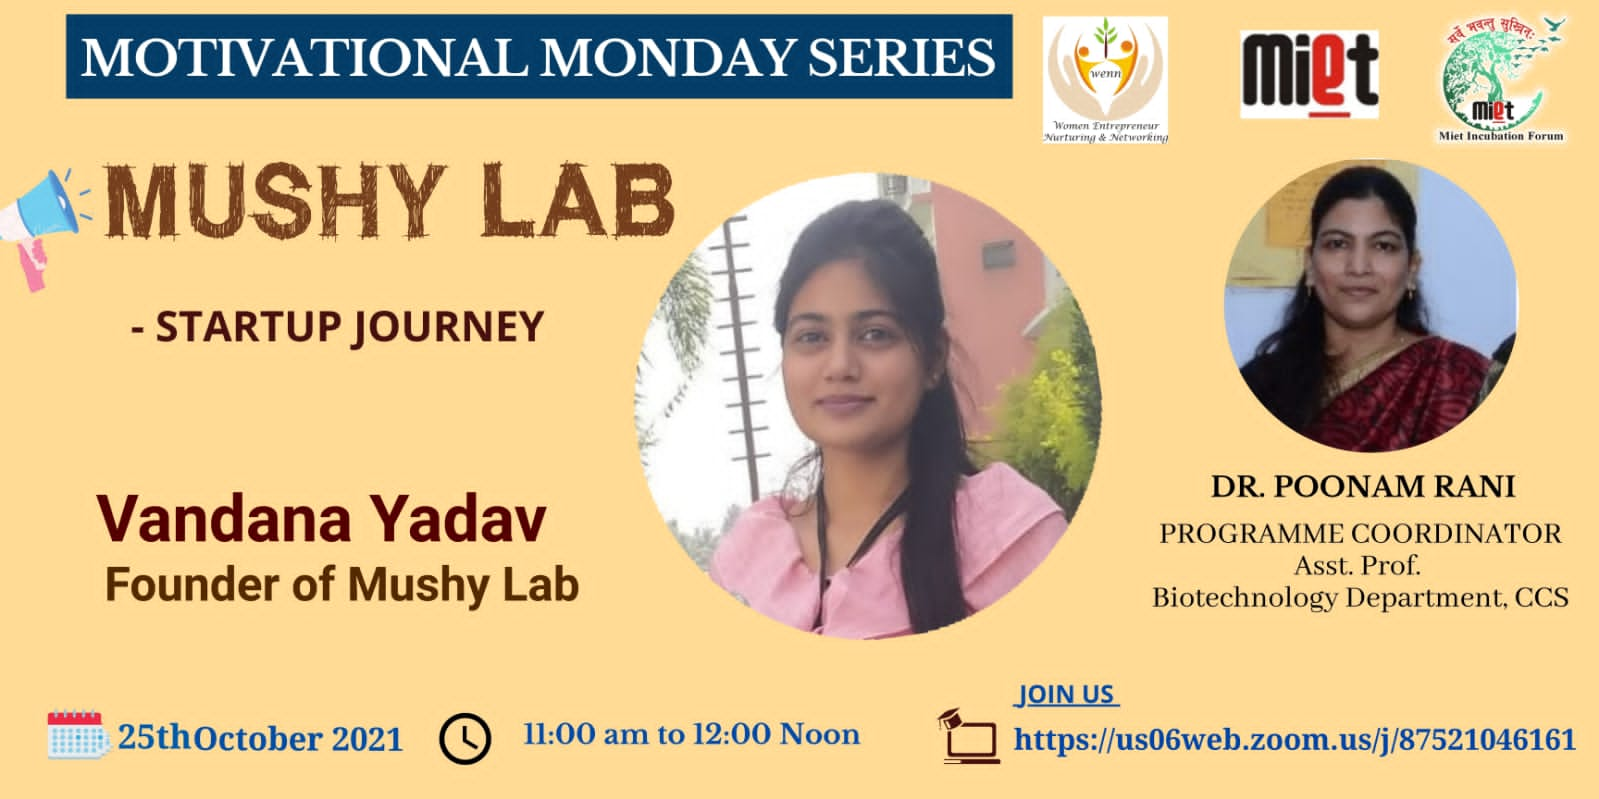 MOTIVATIONAL MONDAY SERIES
wenn
Women Entrepreneur
Nurturing & Networking
miet
सर्वे भवन्तु सुखिनः
miet
Miet Incubation Forum
MUSHY LAB
- STARTUP JOURNEY
Vandana Yadav
Founder of Mushy Lab
DR. POONAM RANI
PROGRAMME COORDINATOR
Asst. Prof.
Biotechnology Department, CCS
25th October 2021
11:00 am to 12:00 Noon
JOIN US
https://us06web.zoom.us/j/87521046161